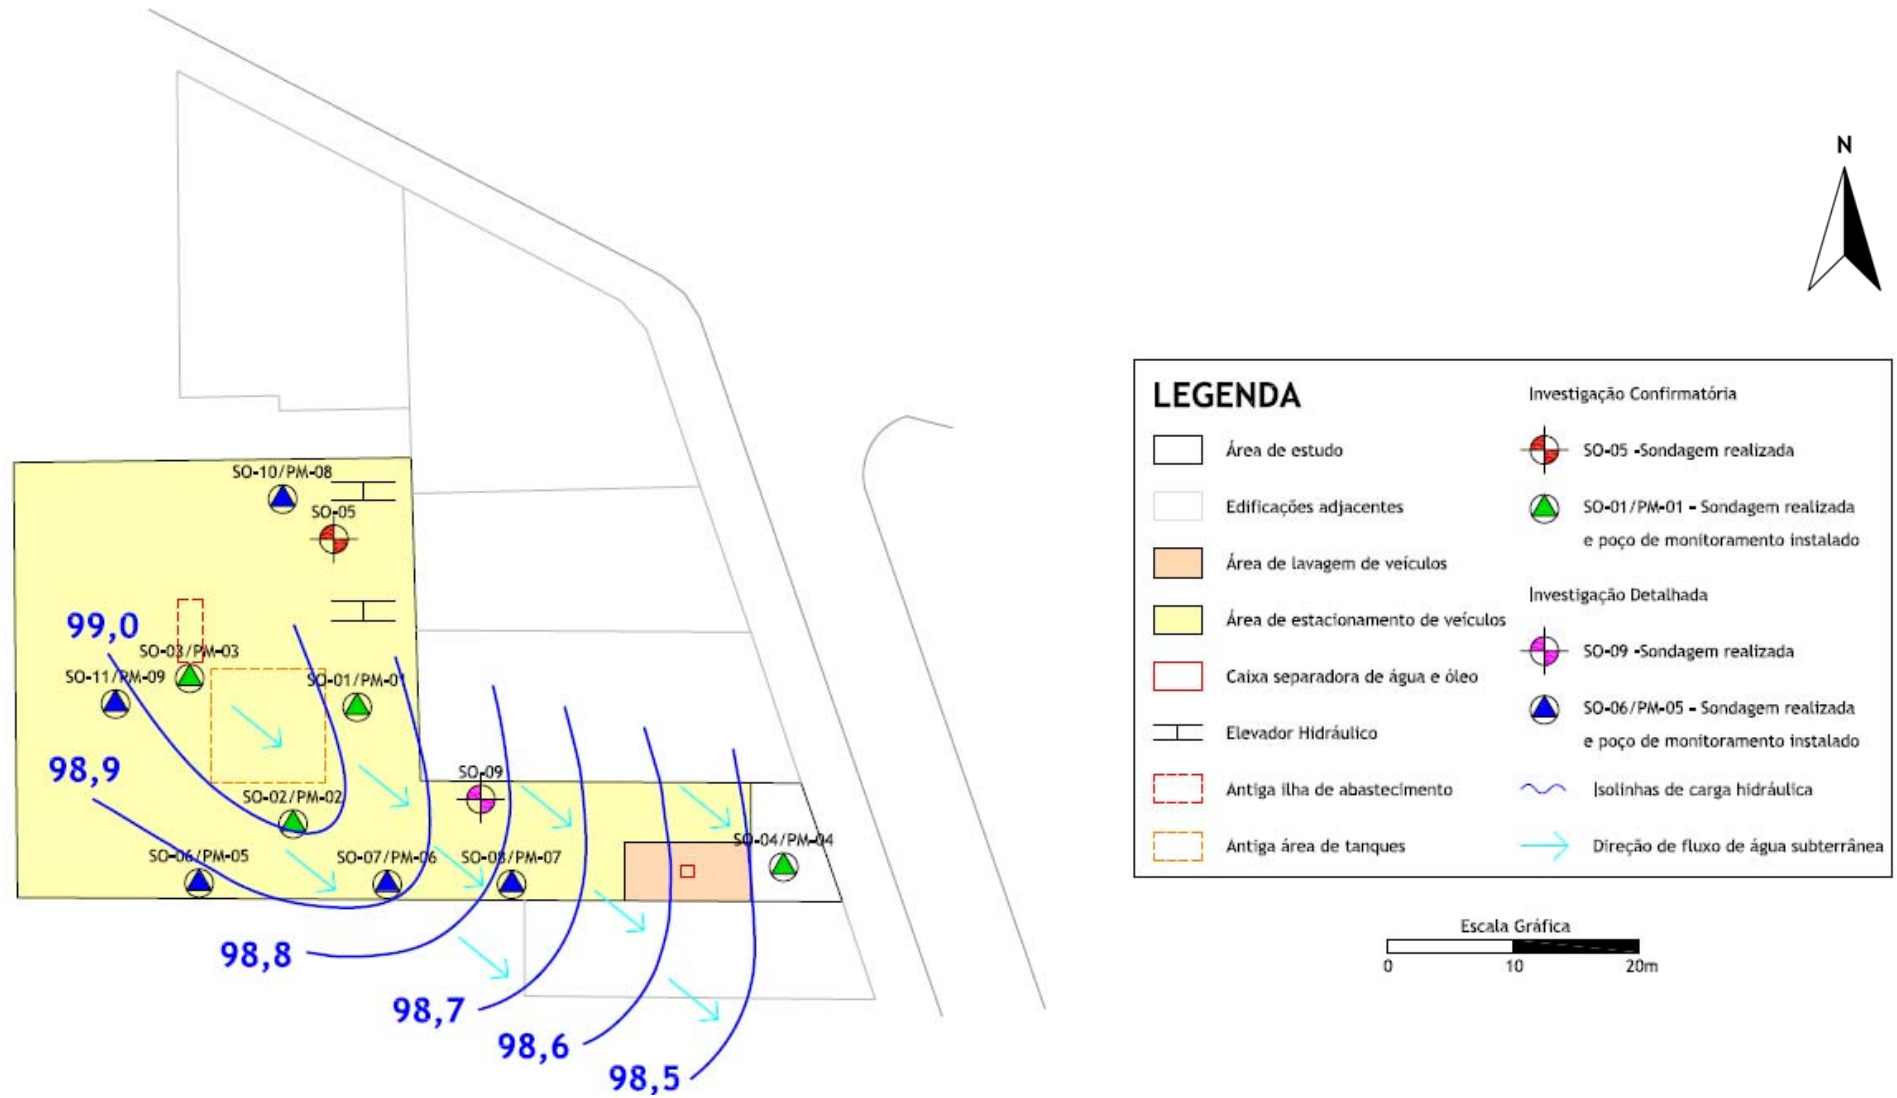 N
SO-10/PM-08
SO-05
99,0
SO-03/PM-03
SO-11/PM-09
SO-01/PM-01
98,9
SO-09
SO-02/PM-02
SO-04/PM-04
SO-06/PM-05
SO-07/PM-06
SO-08/PM-07
98,8
98,7
98,6
98,5
LEGENDA
Área de estudo
Edificações adjacentes
Área de lavagem de veículos
Área de estacionamento de veículos
Caixa separadora de água e óleo
Elevador Hidráulico
Antiga ilha de abastecimento
Antiga área de tanques
Investigação Confirmatória
SO-05 -Sondagem realizada
SO-01/PM-01 - Sondagem realizada
e poço de monitoramento instalado
Investigação Detalhada
SO-09 -Sondagem realizada
SO-06/PM-05 - Sondagem realizada
e poço de monitoramento instalado
Isolinhas de carga hidráulica
Direção de fluxo de água subterrânea
Escala Gráfica
0 10 20m